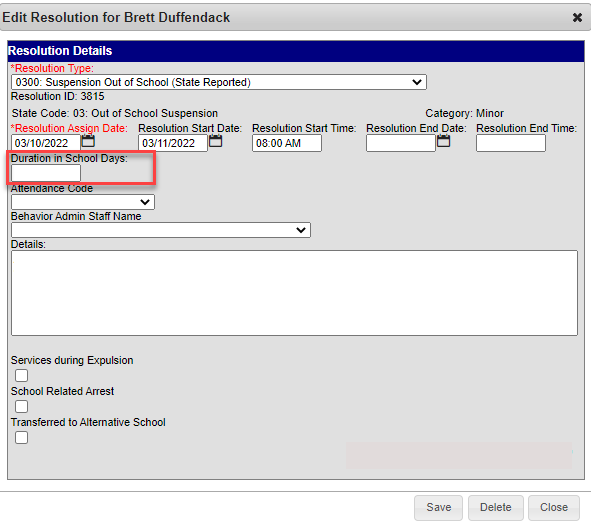 Edit Resolution for Brett Duffendack
Resolution Details
*Resolution Type:
0300: Suspension Out of School (State Reported)
Resolution ID: 3815
State Code: 03: Out of School Suspension Category: Minor
*Resolution Assign Date: Resolution Start Date: Resolution Start Time: Resolution End Date: Resolution End Time:
03/10/2022 03/11/2022 08:00 AM
Duration in School Days:
Attendance Code
Behavior Admin Staff Name
Details:
Services during Expulsion
School Related Arrest
Transferred to Alternative School
Save Delete Close